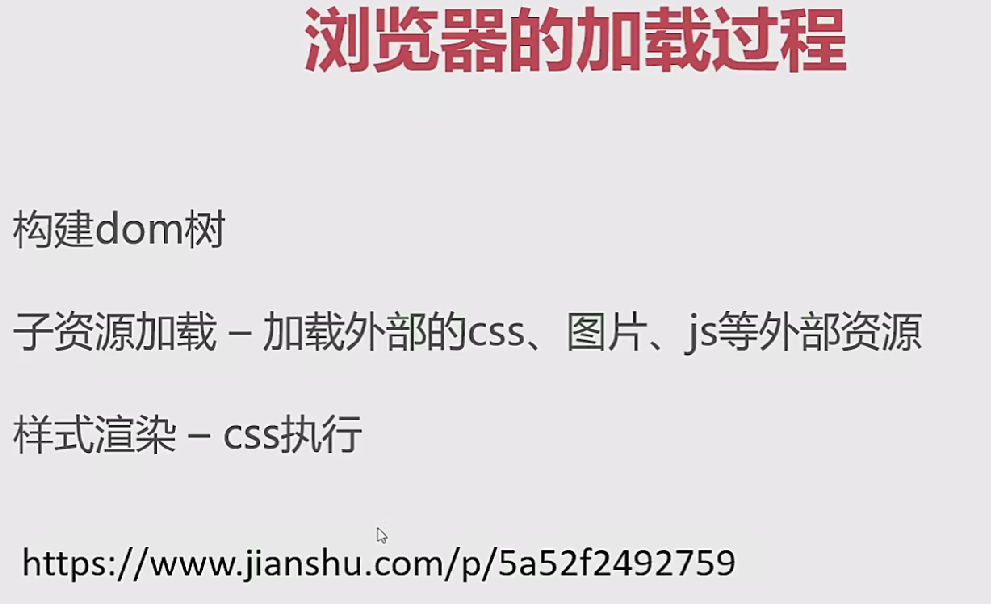 浏览器的加载过程
构建dom树
子资源加载 – 加载外部的css、图片、js等外部资源
样式渲染 – css执行
https://www.jianshu.com/p/5a52f2492759